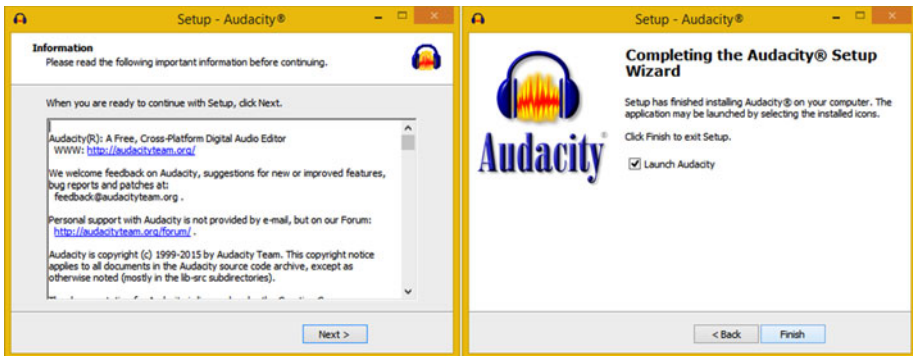 Setup - Audacity®
Information
Please read the following important information before continuing.
When you are ready to continue with Setup, click Next.
Audacity(R): A Free, Cross-Platform Digital Audio Editor
WWW: http://audacityteam.org/
We welcome feedback on Audacity, suggestions for new or improved features,
bug reports and patches at:
feedback@audacityteam.org .
Personal support with Audacity is not provided by e-mail, but on our Forum:
http://audacityteam.org/forum/ .
Audacity is copyright (c) 1999-2015 by Audacity Team. This copyright notice
applies to all documents in the Audacity source code archive, except as
otherwise noted (mostly in the lib-src subdirectories).
Next >
Setup - Audacity®
Audacity®
Completing the Audacity® Setup
Wizard
Setup has finished installing Audacity® on your computer. The
application may be launched by selecting the installed icons.
Click Finish to exit Setup.
Launch Audacity
< Back
Finish